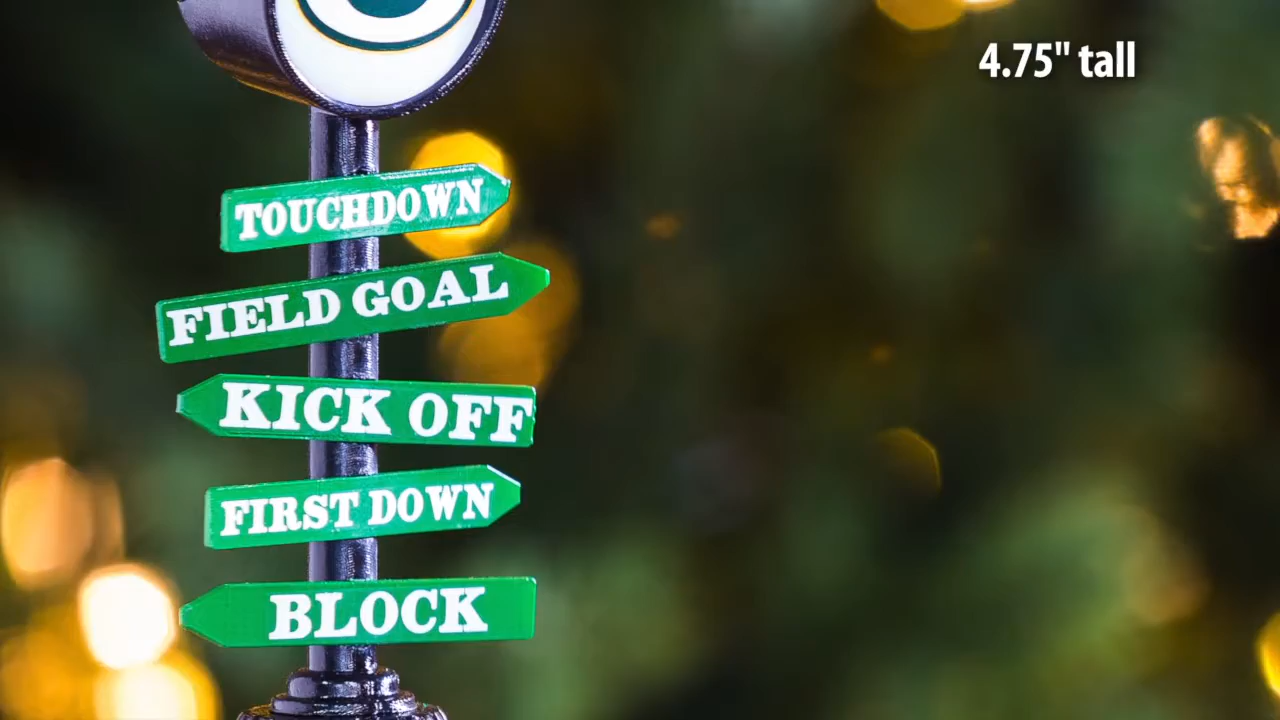 4.75" tall
TOUCHDOWN
FIELD GOAL
KICK OFF
FIRST DOWN
BLOCK